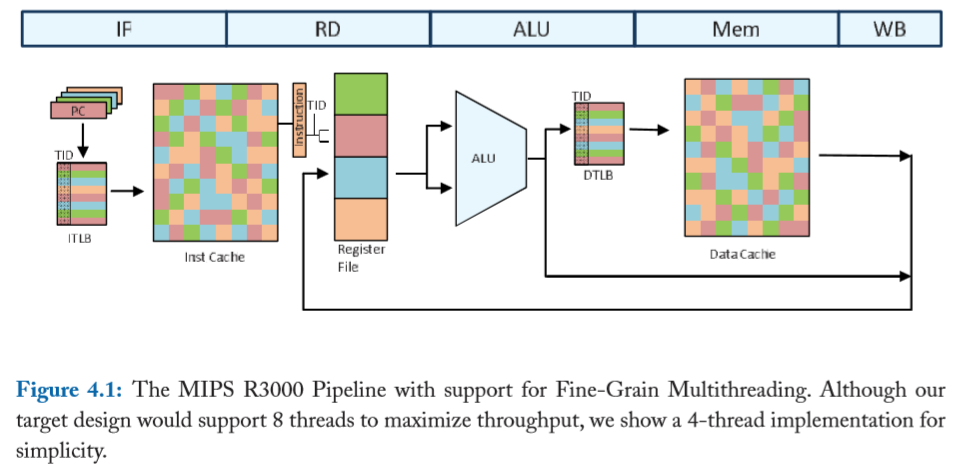 IF RD ALU Mem WB
PC
TID
ITLB
Inst Cache
Instruction
TID
Register
File
ALU
TID
DTLB
Data Cache
Figure 4.1: The MIPS R3000 Pipeline with support for Fine-Grain Multithreading. Although our
target design would support 8 threads to maximize throughput, we show a 4-thread implementation for
simplicity.